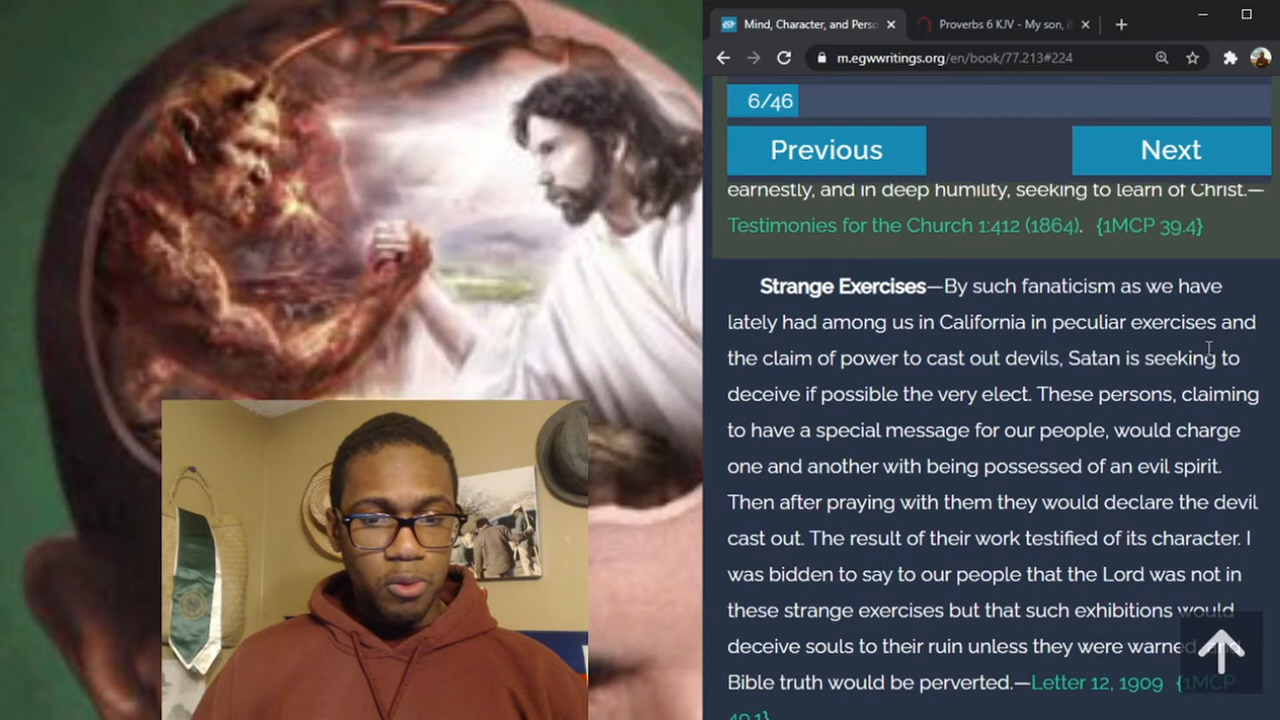 Mind, Character, and Perso
Proverbs 6 KJV - My son, i
m.egwwritings.org/en/book/77.213#224
6/46
Previous
Next
earnestly, and in deep humility, seeking to learn of Christ.—
Testimonies for the Church 1:412 (1864). {1MCP 39.4}
Strange Exercises—By such fanaticism as we have
lately had among us in California in peculiar exercises and
the claim of power to cast out devils, Satan is seeking to
deceive if possible the very elect. These persons, claiming
to have a special message for our people, would charge
one and another with being possessed of an evil spirit.
Then after praying with them they would declare the devil
cast out. The result of their work testified of its character. I
was bidden to say to our people that the Lord was not in
these strange exercises but that such exhibitions would
deceive souls to their ruin unless they were warned, and
Bible truth would be perverted.—Letter 12, 1909 {1MCP
40.1}